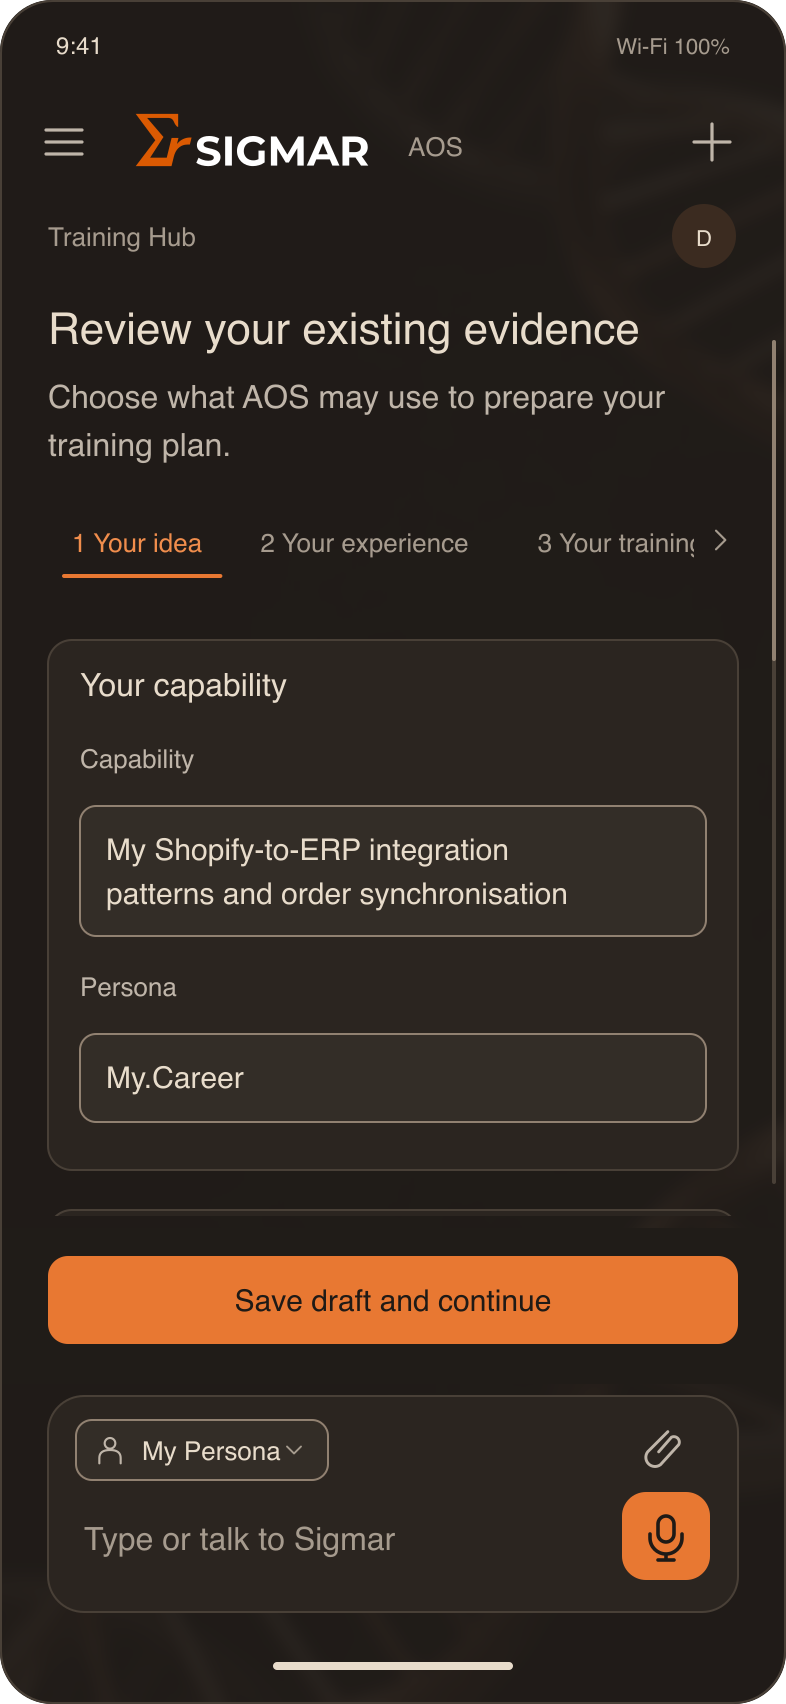 9:41
Wi-Fi 100%
Σr SIGMAR AOS
Training Hub
D
Review your existing evidence
Choose what AOS may use to prepare your
training plan.
1 Your idea
2 Your experience
3 Your training
Your capability
Capability
My Shopify-to-ERP integration
patterns and order synchronisation
Persona
My.Career
Save draft and continue
My Persona
Type or talk to Sigmar